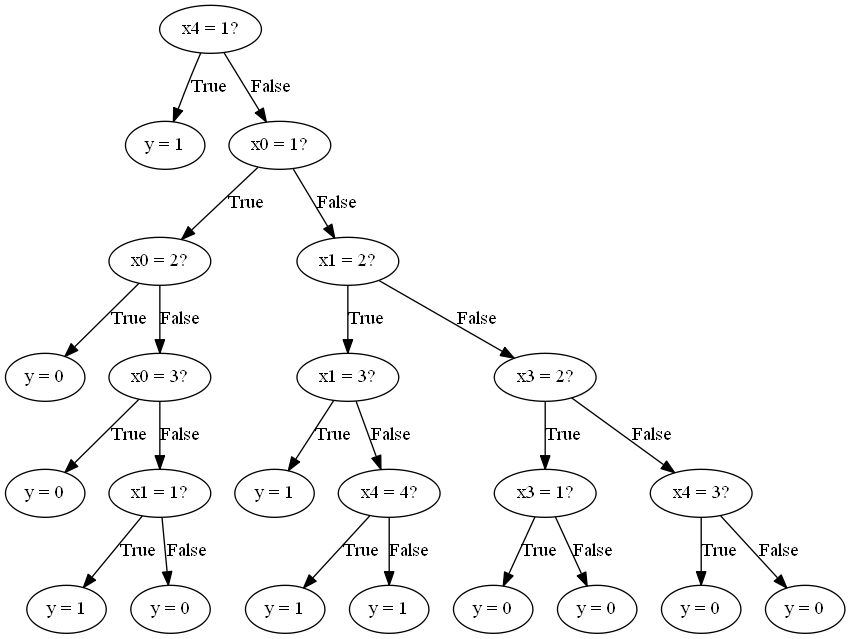 x4 = 1?
True
False
y = 1
x0 = 1?
True
False
x0 = 2?
x1 = 2?
True
False
True
False
y = 0
x0 = 3?
x1 = 3?
x3 = 2?
True
False
True
False
True
False
y = 0
x1 = 1?
y = 1
x4 = 4?
x3 = 1?
x4 = 3?
True
False
True
False
True
False
True
False
y = 1
y = 0
y = 1
y = 1
y = 0
y = 0
y = 0
y = 0